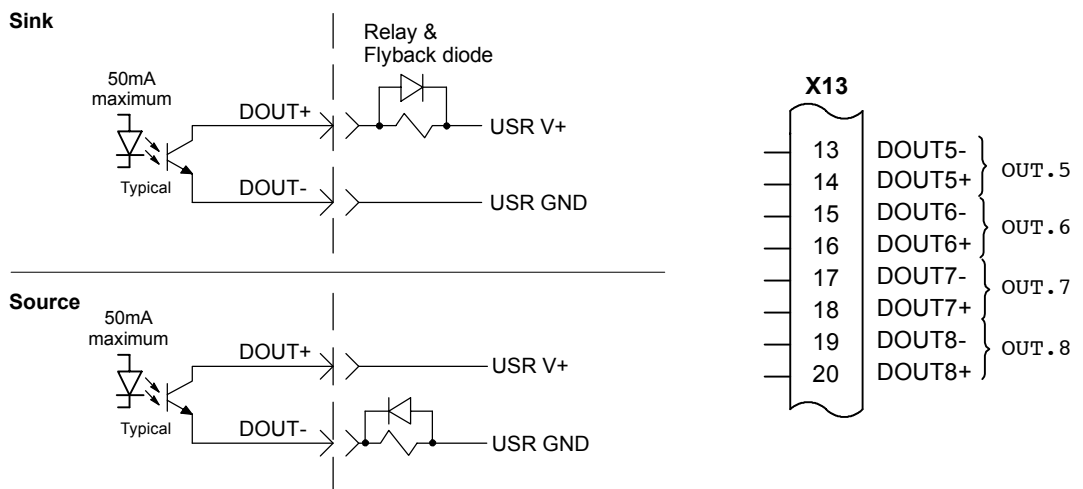 Sink
Relay &
Flyback diode
50mA
maximum
DOUT+
USR V+
Typical
DOUT-
USR GND
Source
50mA
maximum
DOUT+
USR V+
Typical
DOUT-
USR GND
X13
13 DOUT5-
14 DOUT5+
OUT.5
15 DOUT6-
16 DOUT6+
OUT.6
17 DOUT7-
18 DOUT7+
OUT.7
19 DOUT8-
20 DOUT8+
OUT.8